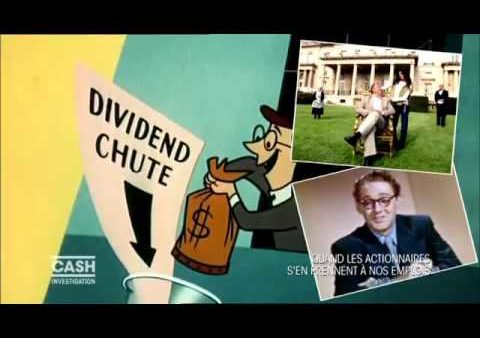 DIVIDEND
CHUTE
$
CASH
INVESTIGATION
QUAND LES ACTIONNAIRES
S'EN PRENNENT À NOS EMPLOIS